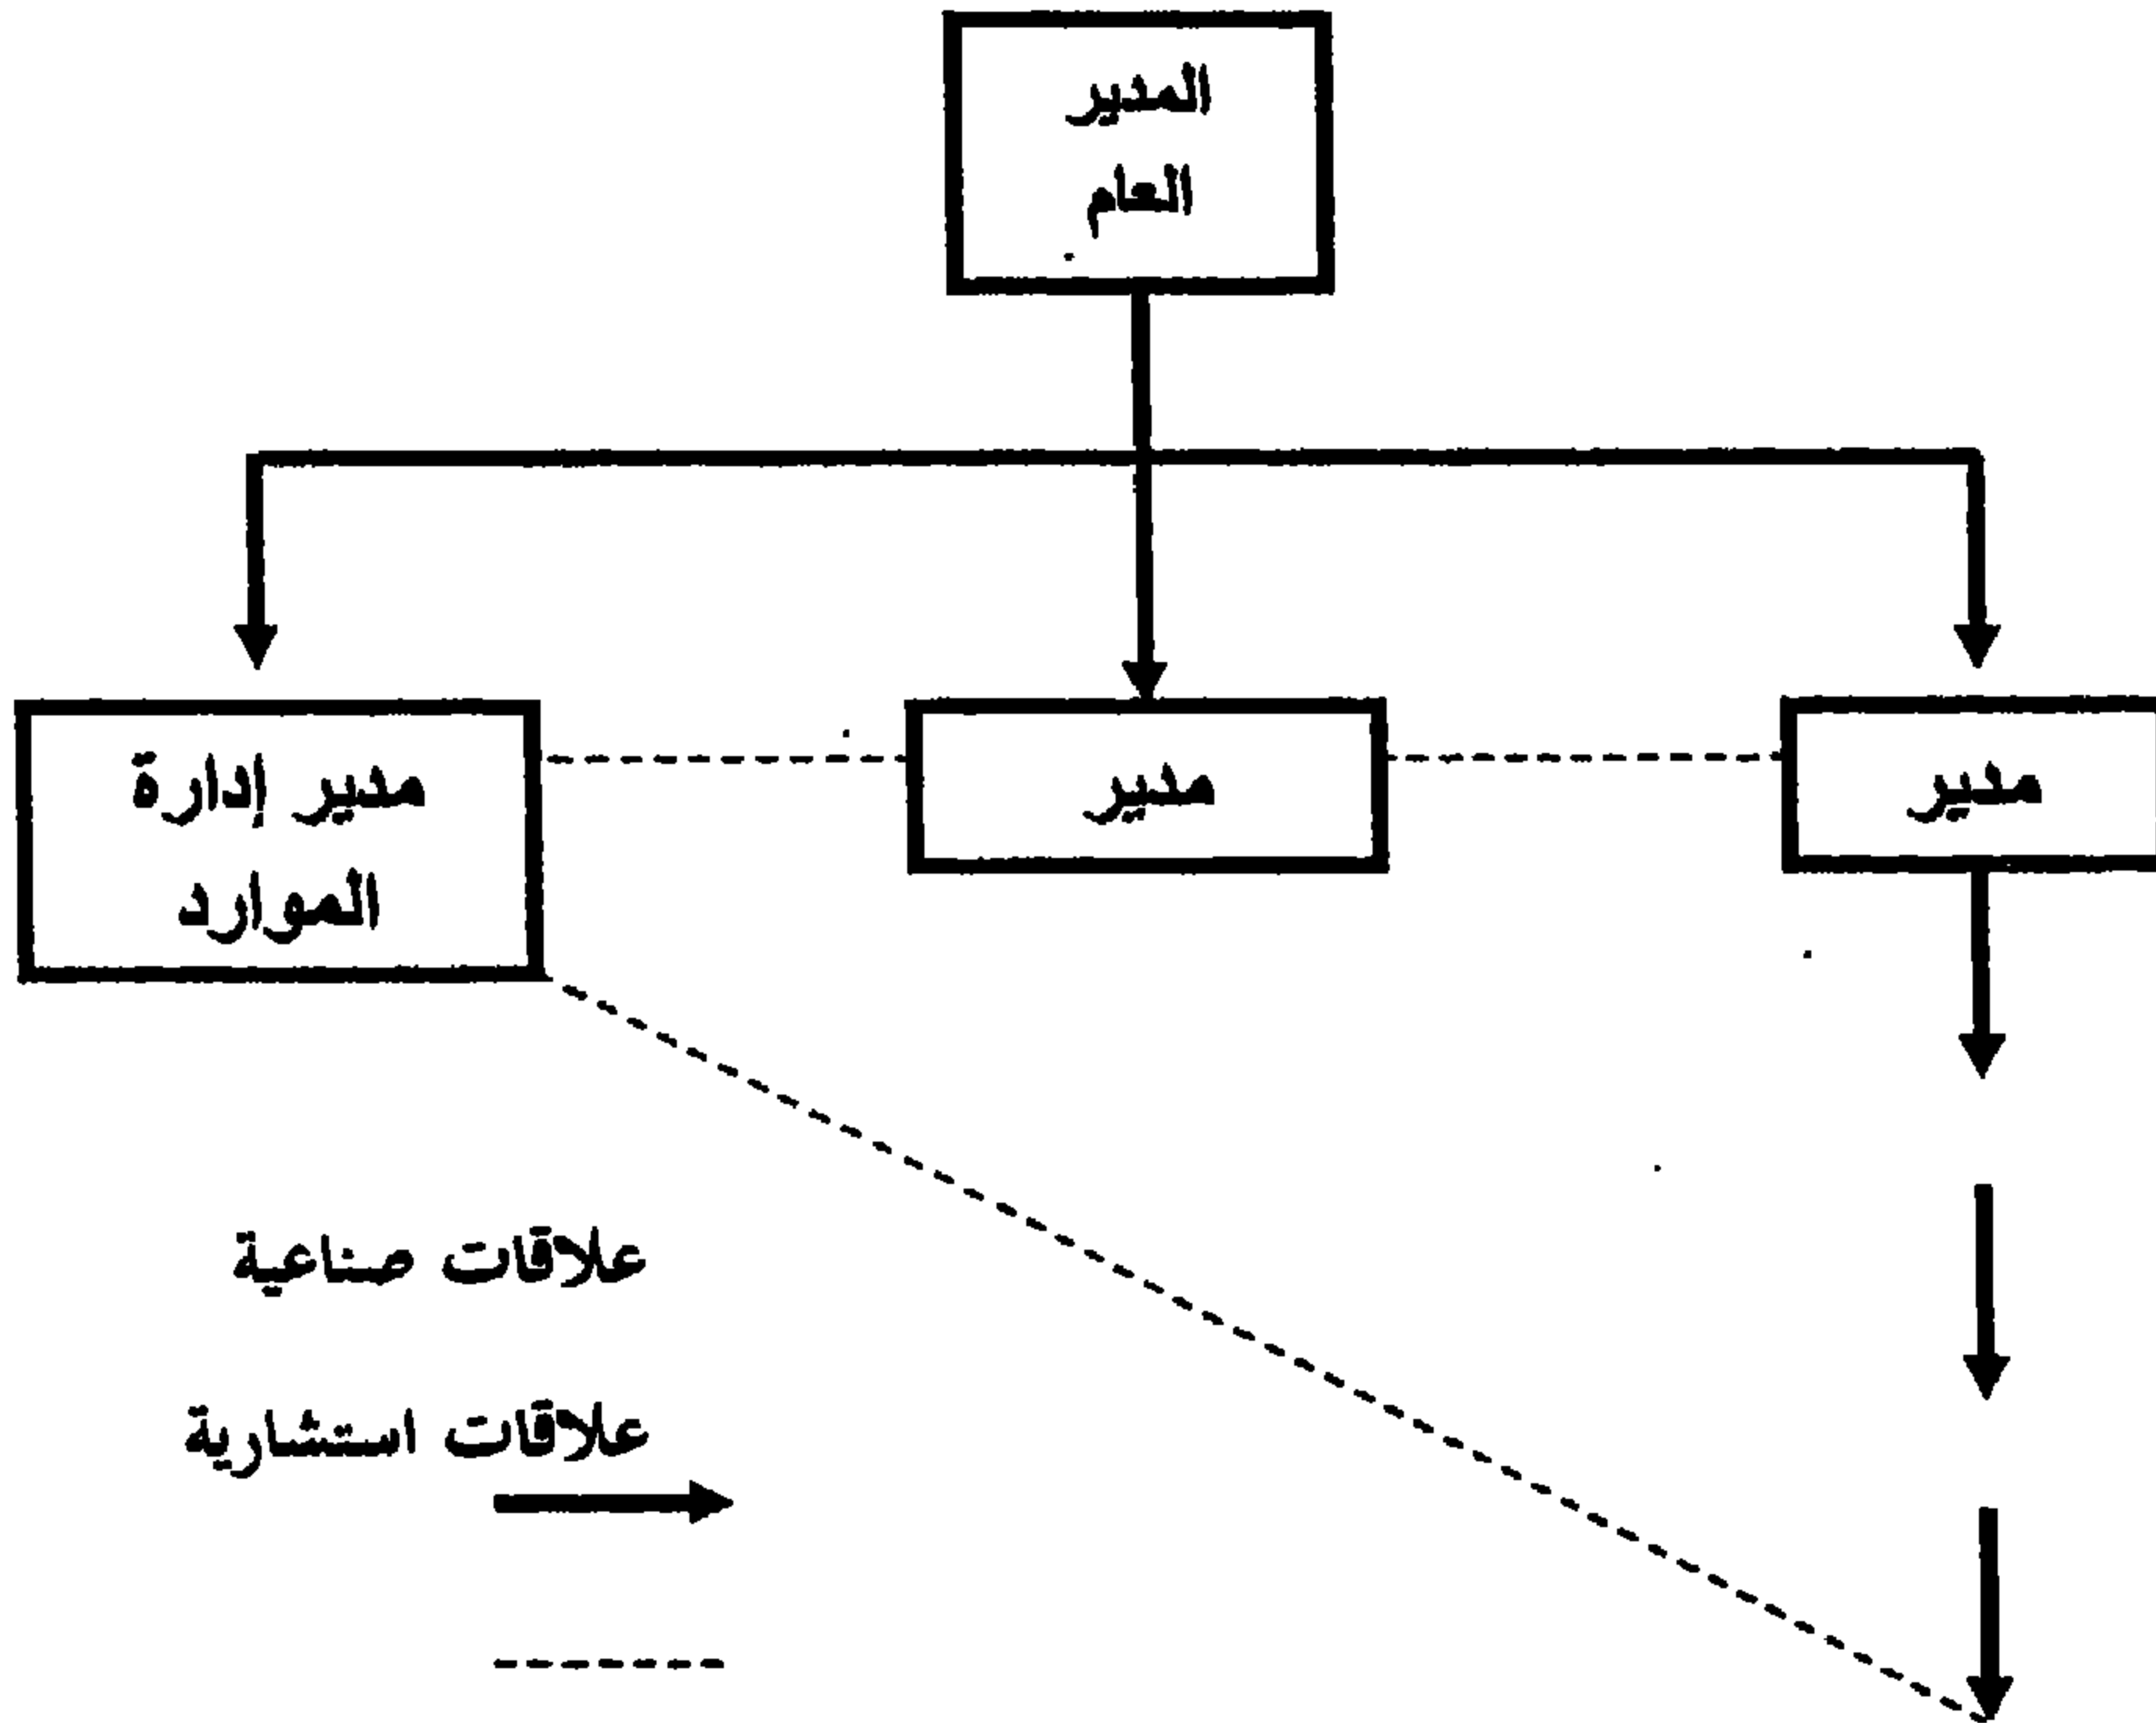 المدير
العام
مدير
مدير
مدير إدارة
الموارد
علاقات صناعية
علاقات استشارية